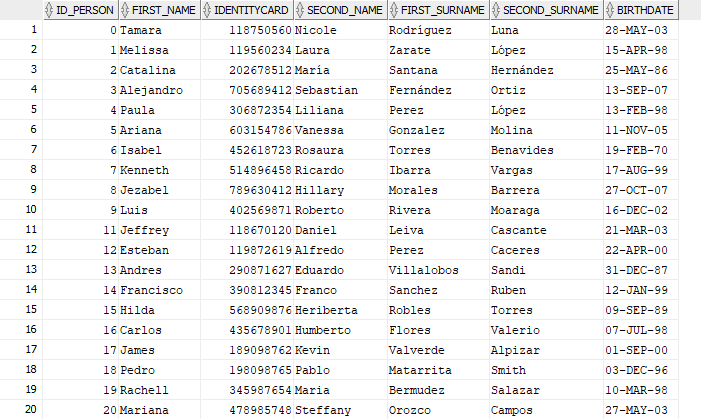 ID_PERSON FIRST_NAME IDENTITYCARD SECOND_NAME FIRST_SURNAME SECOND_SURNAME BIRTHDATE
1 0 Tamara 118750560 Nicole Rodríguez Luna 28-MAY-03
2 1 Melissa 119560234 Laura Zarate López 15-APR-98
3 2 Catalina 202678512 María Santana Hernández 25-MAY-86
4 3 Alejandro 705689412 Sebastian Fernández Ortiz 13-SEP-07
5 4 Paula 306872354 Liliana Perez López 13-FEB-98
6 5 Ariana 603154786 Vanessa Gonzalez Molina 11-NOV-05
7 6 Isabel 452618723 Rosaura Torres Benavides 19-FEB-70
8 7 Kenneth 514896458 Ricardo Ibarra Vargas 17-AUG-99
9 8 Jezabel 789630412 Hillary Morales Barrera 27-OCT-07
10 9 Luis 402569871 Roberto Rivera Moaraga 16-DEC-02
11 11 Jeffrey 118670120 Daniel Leiva Cascante 21-MAR-03
12 12 Esteban 119872619 Alfredo Perez Caceres 22-APR-00
13 13 Andres 290871627 Eduardo Villalobos Sandi 31-DEC-87
14 14 Francisco 390812345 Franco Sanchez Ruben 12-JAN-99
15 15 Hilda 568909876 Heriberta Robles Torres 09-SEP-89
16 16 Carlos 435678901 Humberto Flores Valerio 07-JUL-98
17 17 James 189098762 Kevin Valverde Alpizar 01-SEP-00
18 18 Pedro 198098765 Pablo Matarrita Smith 03-DEC-96
19 19 Rachell 345987654 Maria Bermudez Salazar 10-MAR-98
20 20 Mariana 478985748 Steffany Orozco Campos 27-MAY-03